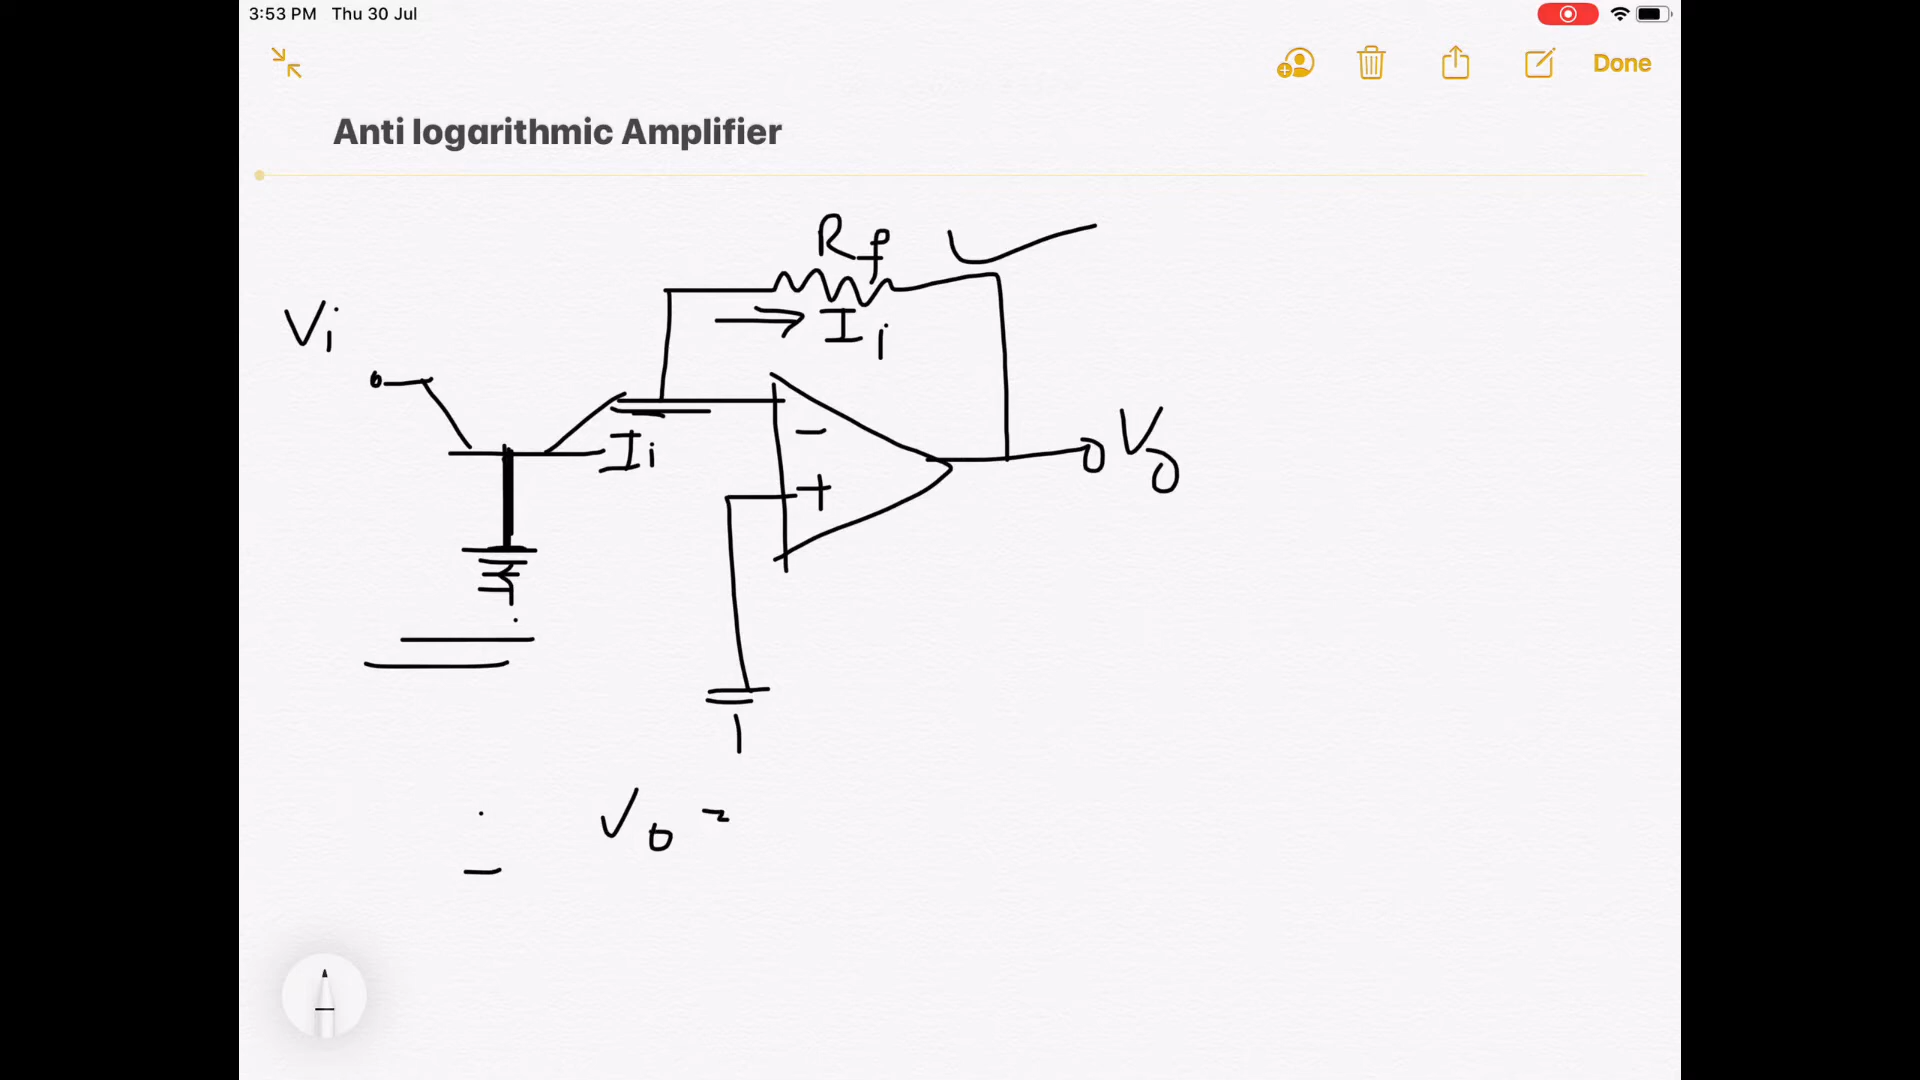 3:53 PM Thu 30 Jul
Done
Anti logarithmic Amplifier
Rf
Ii
Vi
Ii
-
+
Vo
Vo =